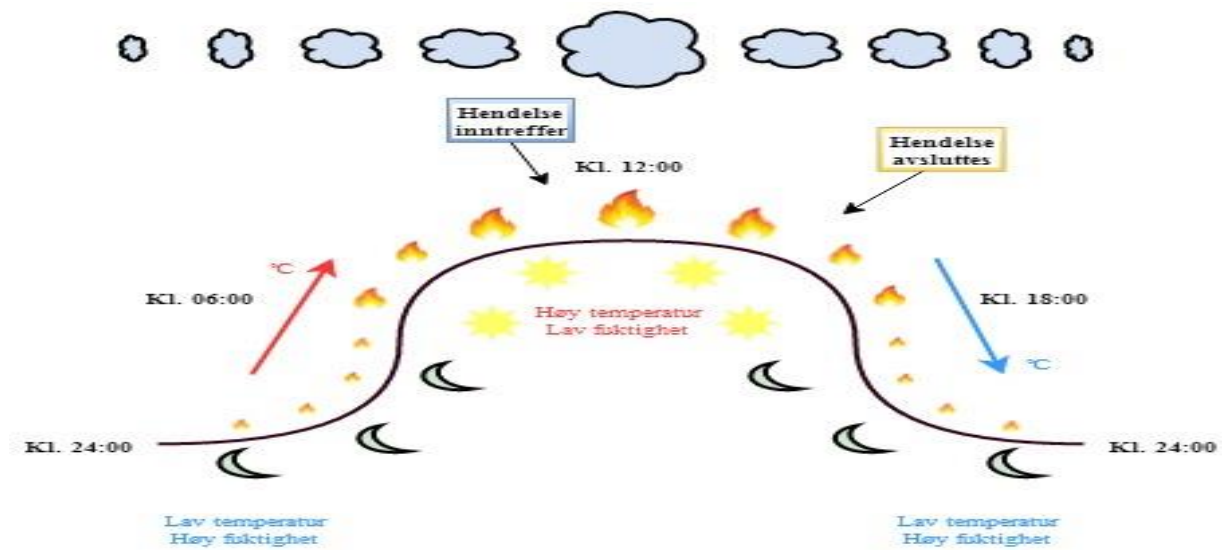 Hendelse
inntreffer
Hendelse
avsluttes
Kl. 12:00
°C
Kl. 06:00
Kl. 18:00
Høy temperatur
Lav fuktighet
°C
Kl. 24:00
Kl. 24:00
Lav temperatur
Høy fuktighet
Lav temperatur
Høy fuktighet